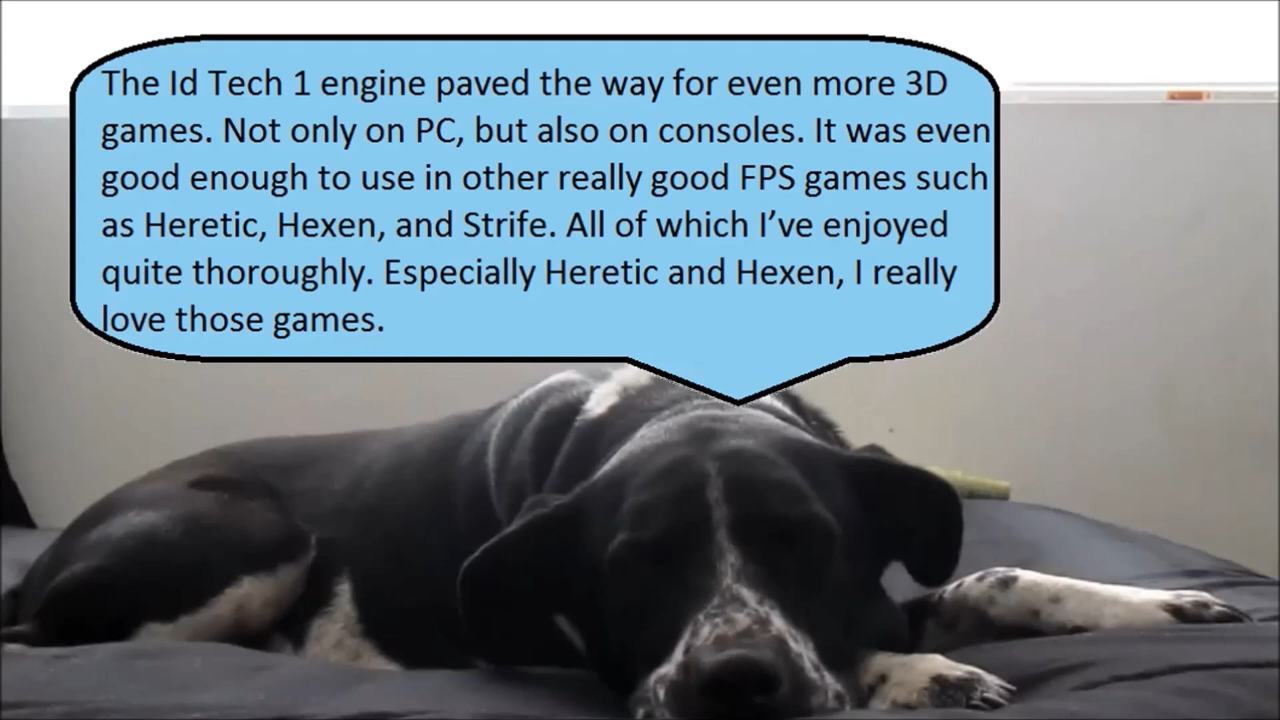 The Id Tech 1 engine paved the way for even more 3D
games. Not only on PC, but also on consoles. It was even
good enough to use in other really good FPS games such
as Heretic, Hexen, and Strife. All of which I’ve enjoyed
quite thoroughly. Especially Heretic and Hexen, I really
love those games.